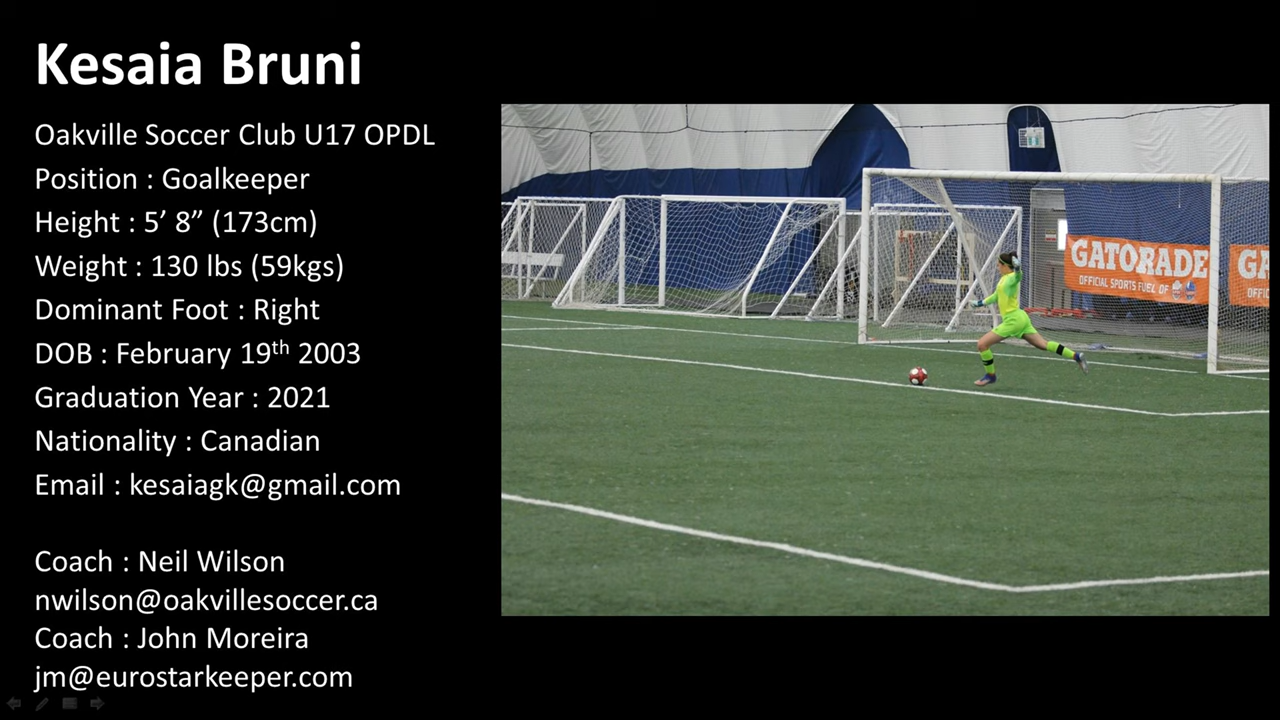 Kesaia Bruni
Oakville Soccer Club U17 OPDL
Position : Goalkeeper
Height : 5’ 8” (173cm)
Weight : 130 lbs (59kgs)
Dominant Foot : Right
DOB : February 19th 2003
Graduation Year : 2021
Nationality : Canadian
Email : kesaiagk@gmail.com
Coach : Neil Wilson
nwilson@oakvillesoccer.ca
Coach : John Moreira
jm@eurostarkeeper.com
GATORADE
OFFICIAL SPORTS FUEL OF
GA
OFFIC